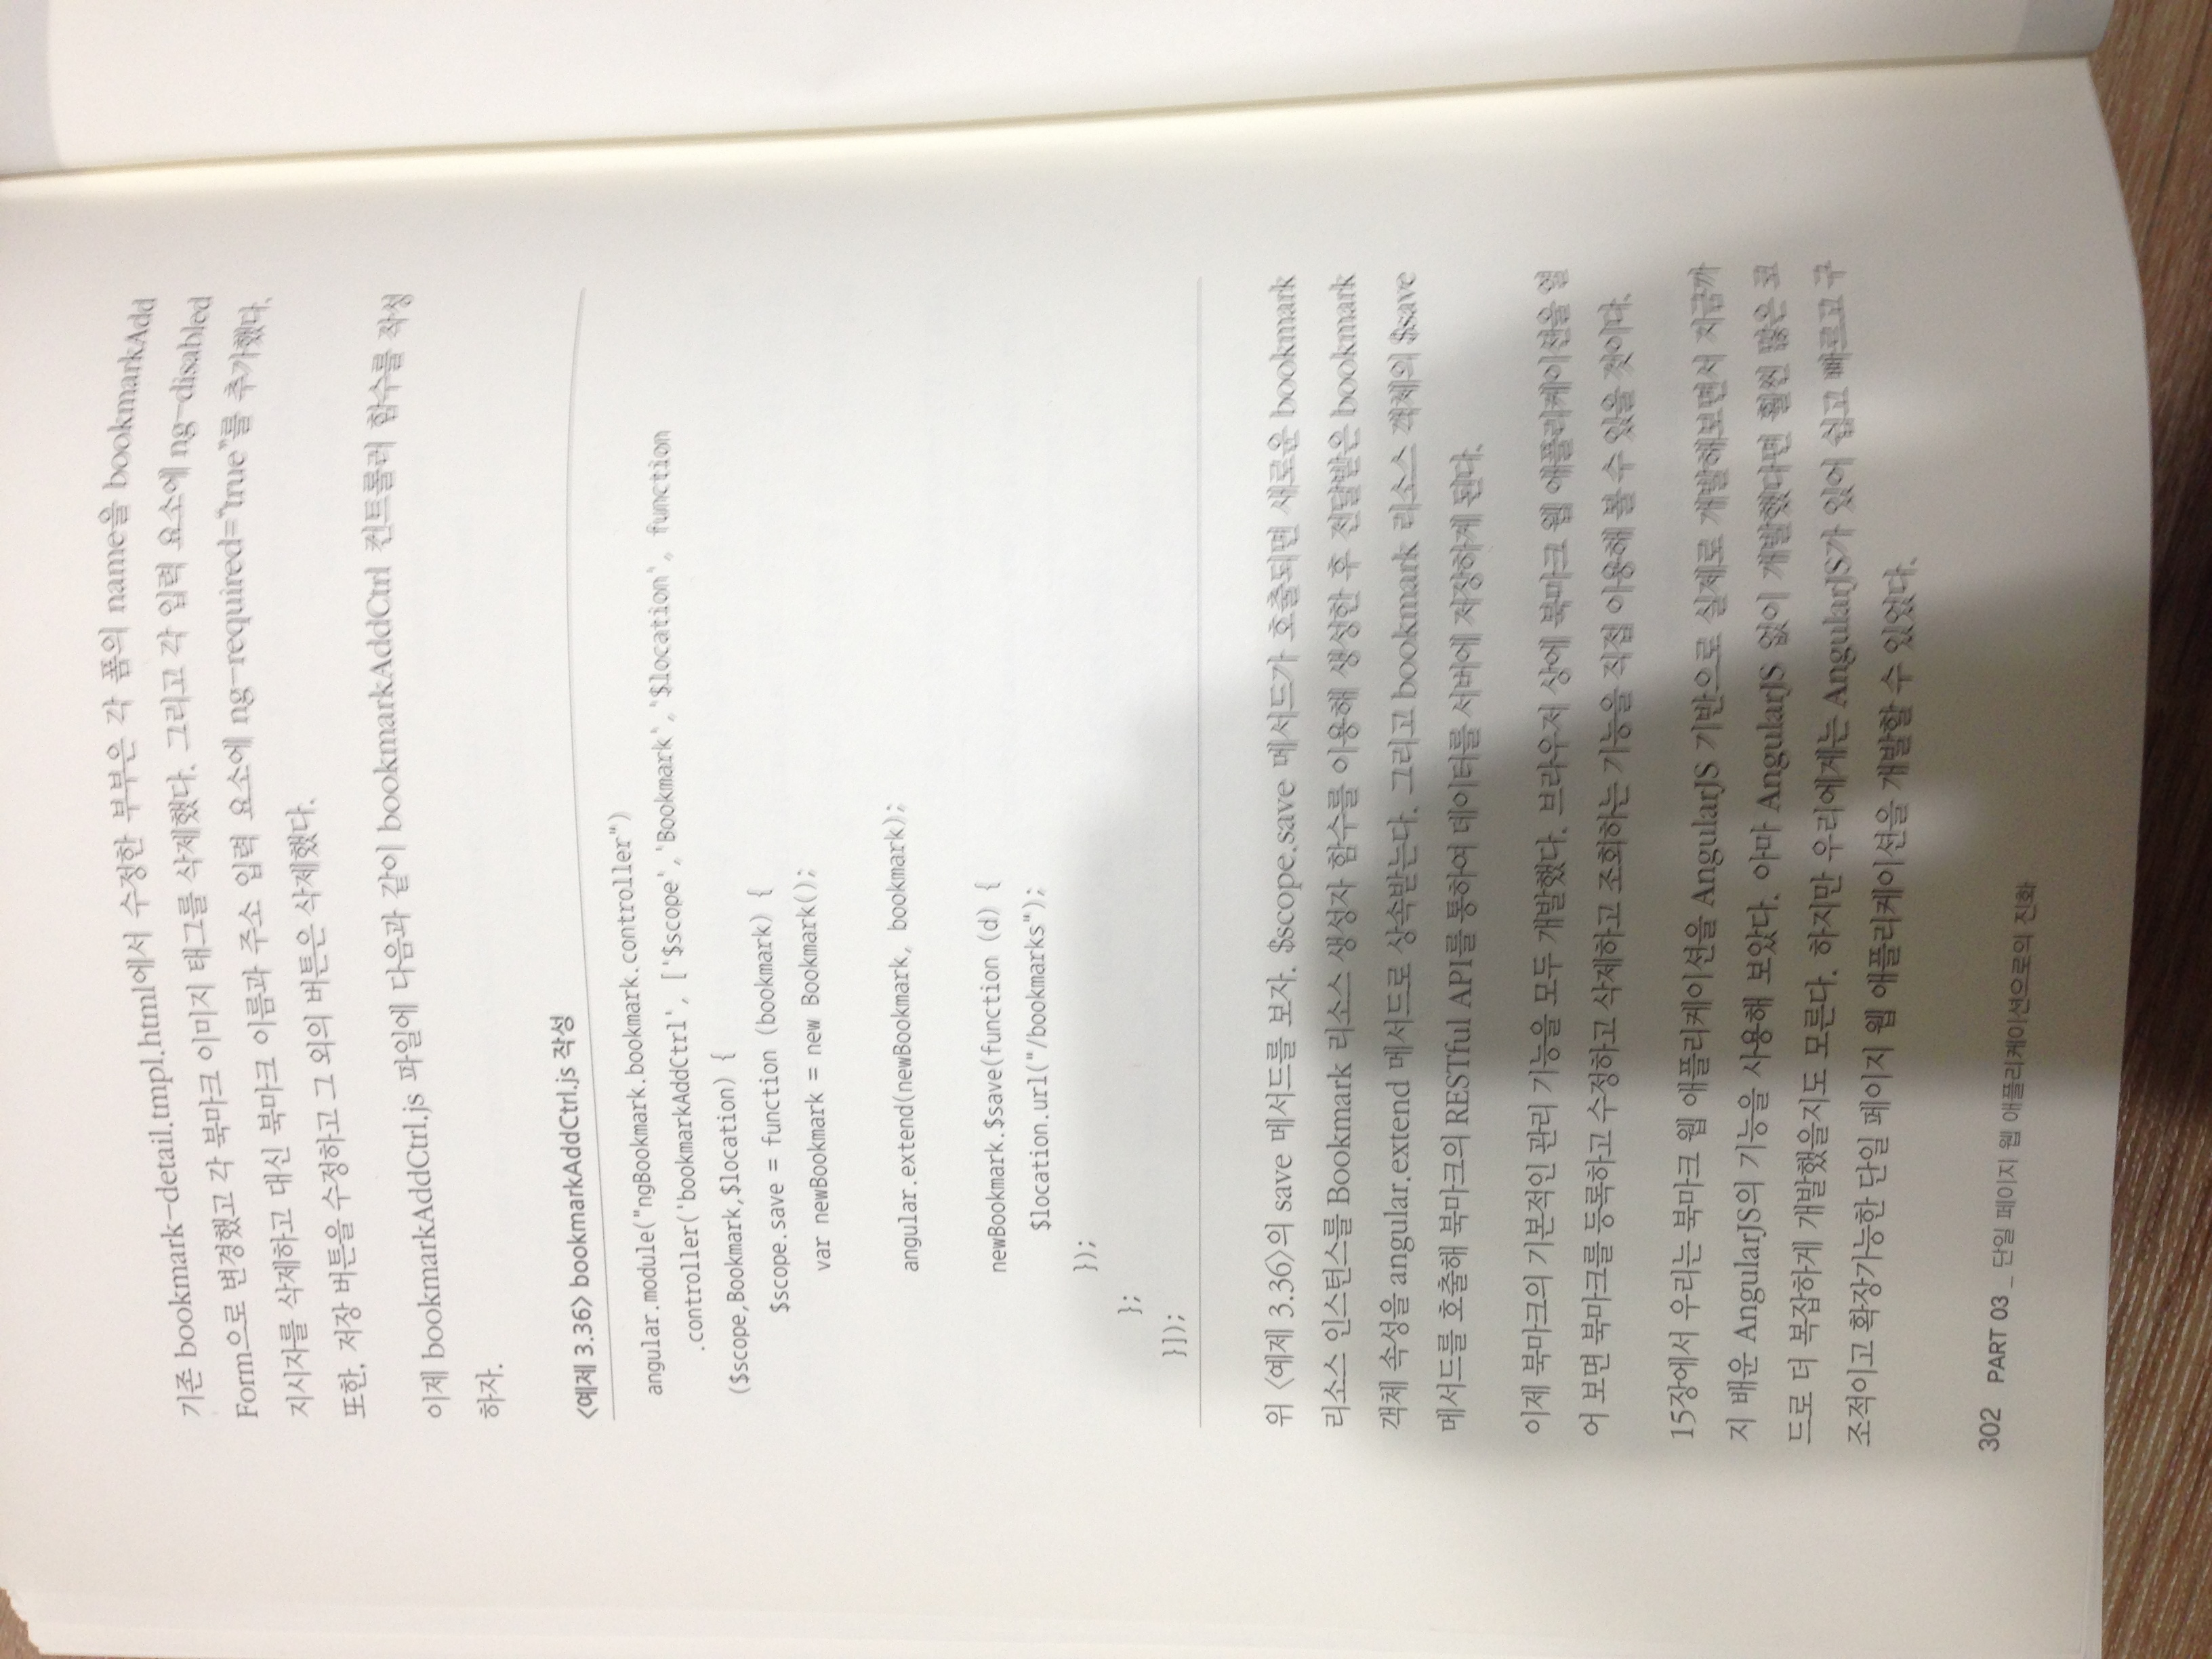 기존 bookmark-detail.tmpl.html에서 수정한 부부은 각 폼의 name을 bookmarkAdd
Form으로 변경했고 각 북마크 이미지 태그를 삭제했다. 그리고 각 입력 요소에 ng-disabled
지시자를 삭제하고 대신 북마크 이름과 주소 입력 요소에 ng-required="true"를 추가했다.
또한, 저장 버튼을 수정하고 그 외의 버튼은 삭제했다.
이제 bookmarkAddCtrl.js 파일에 다음과 같이 bookmarkAddCtrl 컨트롤러 함수를 작성
하자.
<예제 3.36> bookmarkAddCtrl.js 작성
angular.module("ngBookmark.bookmark.controller")
.controller('bookmarkAddCtrl', ['$scope','Bookmark','$location', function
($scope,Bookmark,$location) {
$scope.save = function (bookmark) {
var newBookmark = new Bookmark();
angular.extend(newBookmark, bookmark);
newBookmark.$save(function (d) {
$location.url("/bookmarks");
});
};
}]);
위 <예제 3.36>의 save 메서드를 보자. $scope.save 메서드가 호출되면 새로운 bookmark
리소스 인스턴스를 Bookmark 리소스 생성자 함수를 이용해 생성한 후 전달받은 bookmark
객체 속성을 angular.extend 메서드로 상속받는다. 그리고 bookmark 리소스 객체의 $save
메서드를 호출해 북마크의 RESTful API를 통하여 데이터를 서버에 저장하게 된다.
이제 북마크의 기본적인 관리 기능을 모두 개발했다. 브라우저 상에 북마크 웹 애플리케이션을 열
어 보면 북마크를 등록하고 수정하고 삭제하고 조회하는 기능을 직접 이용해 볼 수 있을 것이다.
15장에서 우리는 북마크 웹 애플리케이션을 AngularJS 기반으로 실제로 개발해보면서 지금까
지 배운 AngularJS의 기능을 사용해 보았다. 아마 AngularJS 없이 개발했다면 훨씬 많은 코
드로 더 복잡하게 개발했을지도 모른다. 하지만 우리에게는 AngularJS가 있어 쉽고 빠르고 구
조적이고 확장가능한 단일 페이지 웹 애플리케이션을 개발할 수 있었다.
302 PART 03 _ 단일 페이지 웹 애플리케이션으로의 진화